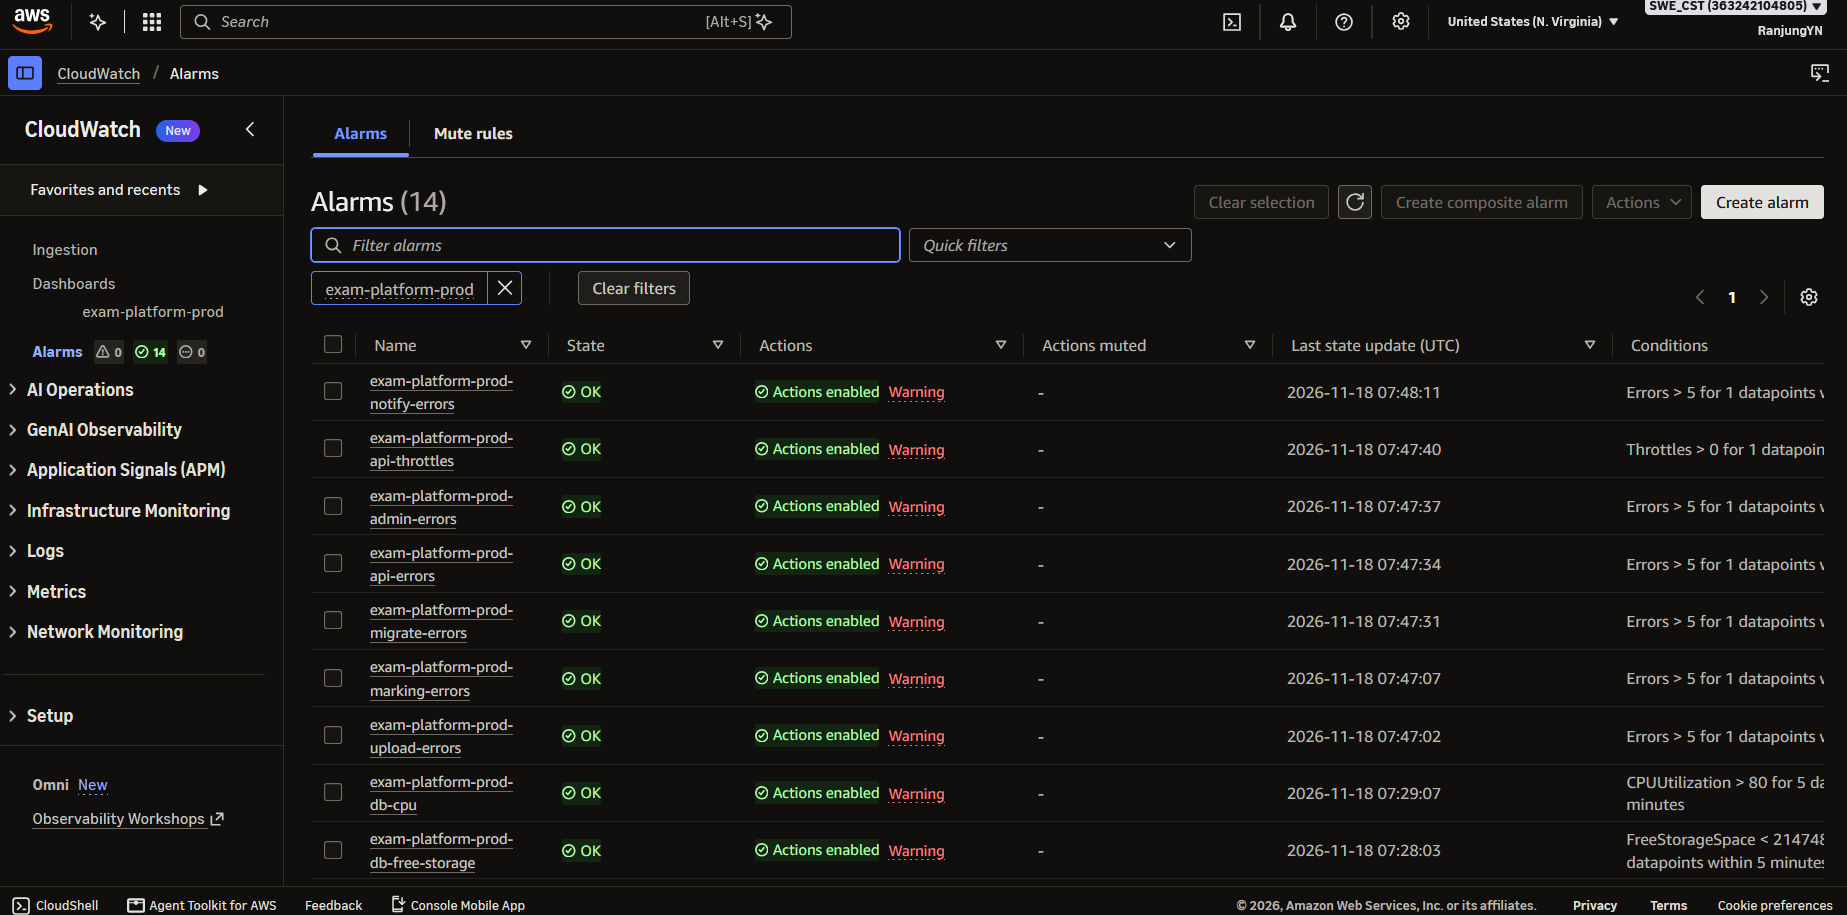 aws
Search
[Alt+S]
United States (N. Virginia)
SWE_CST (363242104805)
RanjungYN
CloudWatch / Alarms
CloudWatch New
Favorites and recents
Ingestion
Dashboards
exam-platform-prod
Alarms 0 14 0
AI Operations
GenAI Observability
Application Signals (APM)
Infrastructure Monitoring
Logs
Metrics
Network Monitoring
Setup
Omni New
Observability Workshops
Alarms Mute rules
Alarms (14)
Clear selection Create composite alarm Actions Create alarm
Filter alarms Quick filters
exam-platform-prod Clear filters
1
Name State Actions Actions muted Last state update (UTC) Conditions
exam-platform-prod-
notify-errors OK Actions enabled Warning - 2026-11-18 07:48:11 Errors > 5 for 1 datapoints
exam-platform-prod-
api-throttles OK Actions enabled Warning - 2026-11-18 07:47:40 Throttles > 0 for 1 datapoin
exam-platform-prod-
admin-errors OK Actions enabled Warning - 2026-11-18 07:47:37 Errors > 5 for 1 datapoints
exam-platform-prod-
api-errors OK Actions enabled Warning - 2026-11-18 07:47:34 Errors > 5 for 1 datapoints
exam-platform-prod-
migrate-errors OK Actions enabled Warning - 2026-11-18 07:47:31 Errors > 5 for 1 datapoints
exam-platform-prod-
marking-errors OK Actions enabled Warning - 2026-11-18 07:47:07 Errors > 5 for 1 datapoints
exam-platform-prod-
upload-errors OK Actions enabled Warning - 2026-11-18 07:47:02 Errors > 5 for 1 datapoints
exam-platform-prod-
db-cpu OK Actions enabled Warning - 2026-11-18 07:29:07 CPUUtilization > 80 for 5 da
minutes
exam-platform-prod-
db-free-storage OK Actions enabled Warning - 2026-11-18 07:28:03 FreeStorageSpace < 214748
datapoints within 5 minutes
CloudShell Agent Toolkit for AWS Feedback Console Mobile App © 2026, Amazon Web Services, Inc. or its affiliates. Privacy Terms Cookie preferences